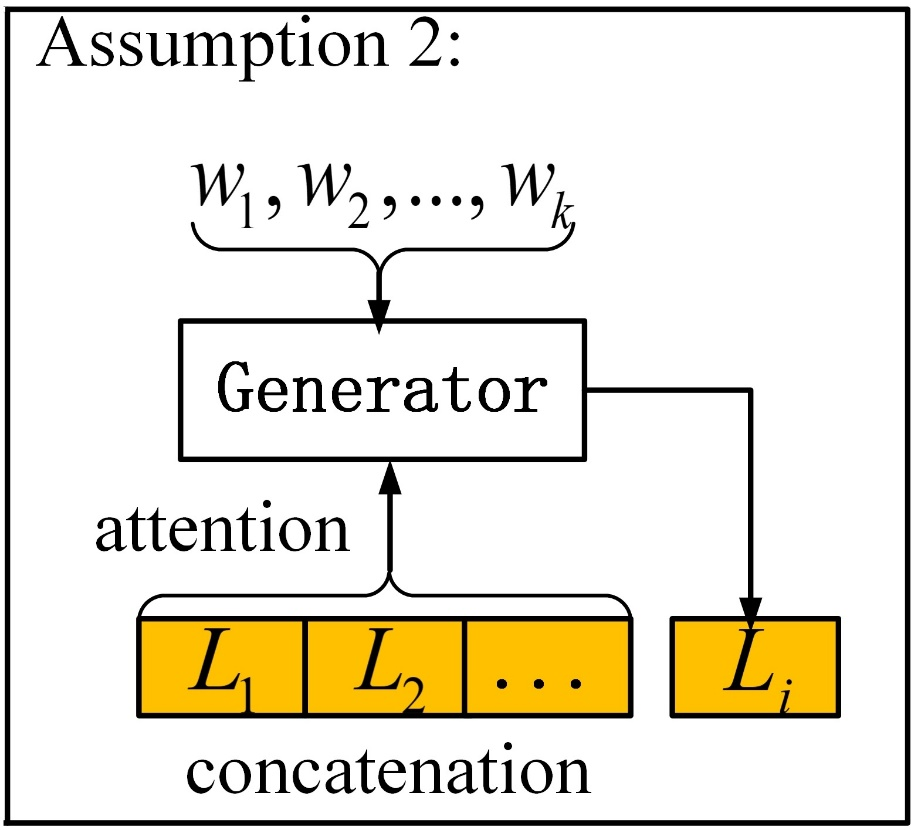 Assumption 2:
w₁, w₂,..., wₖ
Generator
attention
L₁ L₂ ... Lᵢ
concatenation